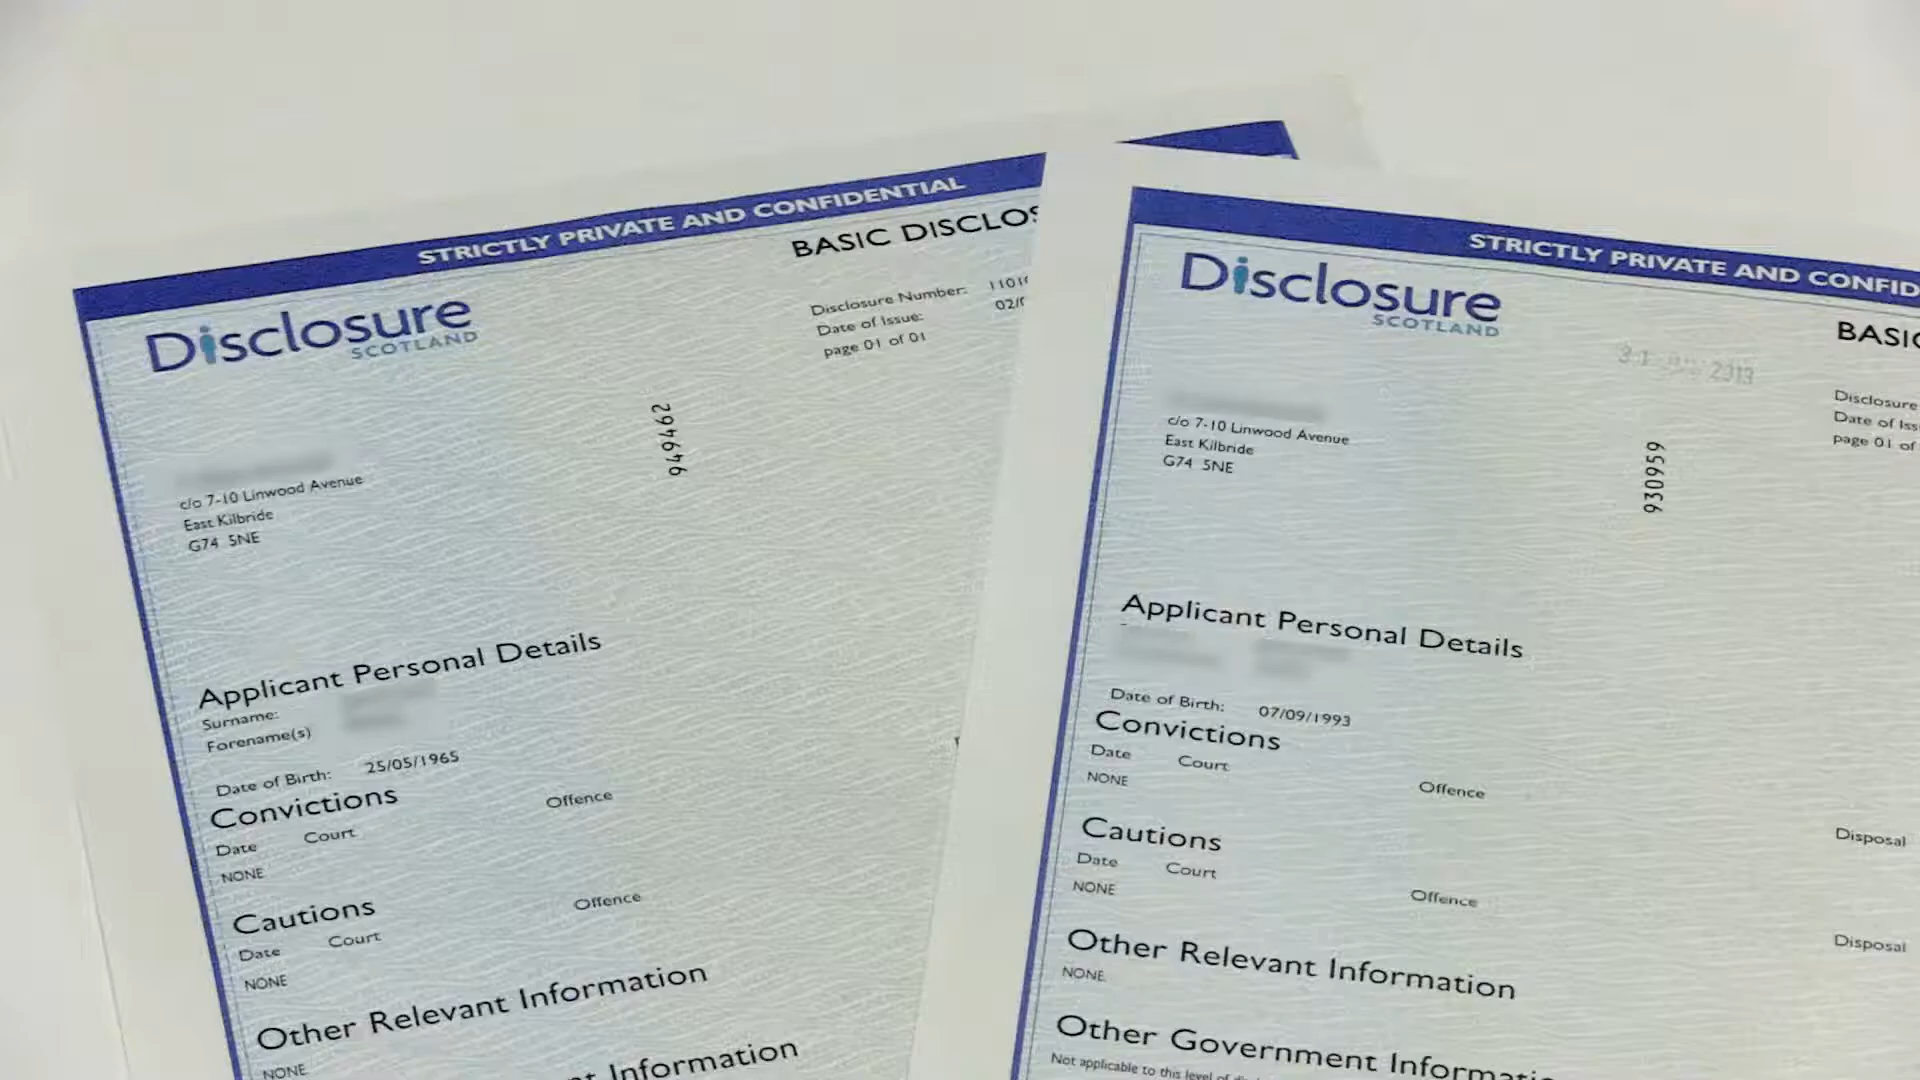 STRICTLY PRIVATE AND CONFIDENTIAL
BASIC DISCLOS
Disclosure
SCOTLAND
Disclosure Number: 1101
Date of Issue: 02/
page 01 of 01
294646
c/o 7-10 Linwood Avenue
East Kilbride
G74 5NE
Applicant Personal Details
Surname:
Forename(s)
Date of Birth: 25/05/1965
Convictions
Date Court Offence
NONE
Cautions
Date Court Offence
NONE
Other Relevant Information
NONE
Information
STRICTLY PRIVATE AND CONFID
Disclosure
SCOTLAND
BASIC
31 2013
Disclosure
Date of Iss
page 01 of
c/o 7-10 Linwood Avenue
East Kilbride
G74 5NE
930959
Applicant Personal Details
Date of Birth: 07/09/1993
Convictions
Date Court Offence
NONE
Disposal
Cautions
Date Court Offence
NONE
Disposal
Other Relevant Information
NONE
Other Government Informati
Not applicable to this level of